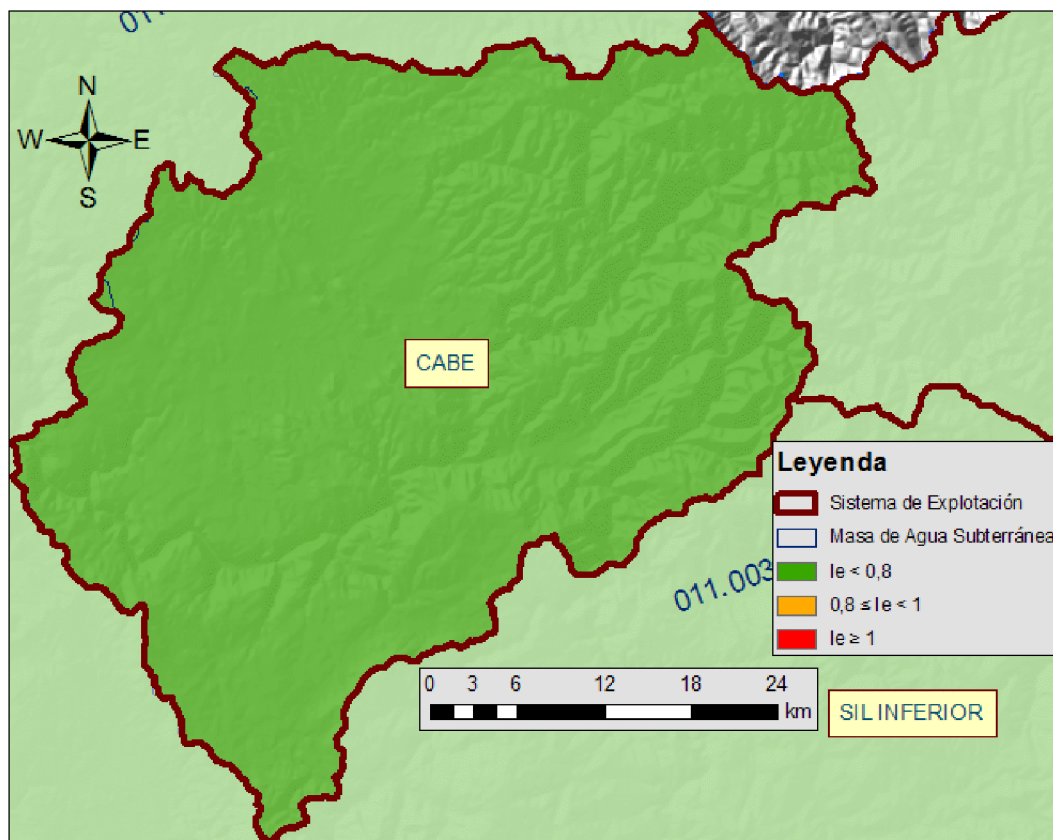 011.
N
W E
S
CABE
Leyenda
Sistema de Explotación
Masa de Agua Subterránea
Ie < 0,8
0,8 ≤ Ie < 1
Ie ≥ 1
011.003
0 3 6 12 18 24
km
SIL INFERIOR